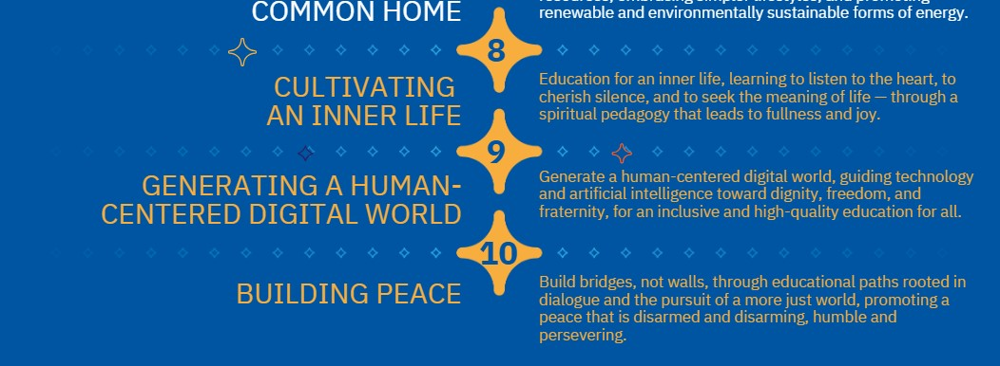 COMMON HOME
renewable and environmentally sustainable forms of energy.
8
CULTIVATING
AN INNER LIFE
Education for an inner life, learning to listen to the heart, to
cherish silence, and to seek the meaning of life — through a
spiritual pedagogy that leads to fullness and joy.
9
GENERATING A HUMAN-
CENTERED DIGITAL WORLD
Generate a human-centered digital world, guiding technology
and artificial intelligence toward dignity, freedom, and
fraternity, for an inclusive and high-quality education for all.
10
BUILDING PEACE
Build bridges, not walls, through educational paths rooted in
dialogue and the pursuit of a more just world, promoting a
peace that is disarmed and disarming, humble and
persevering.